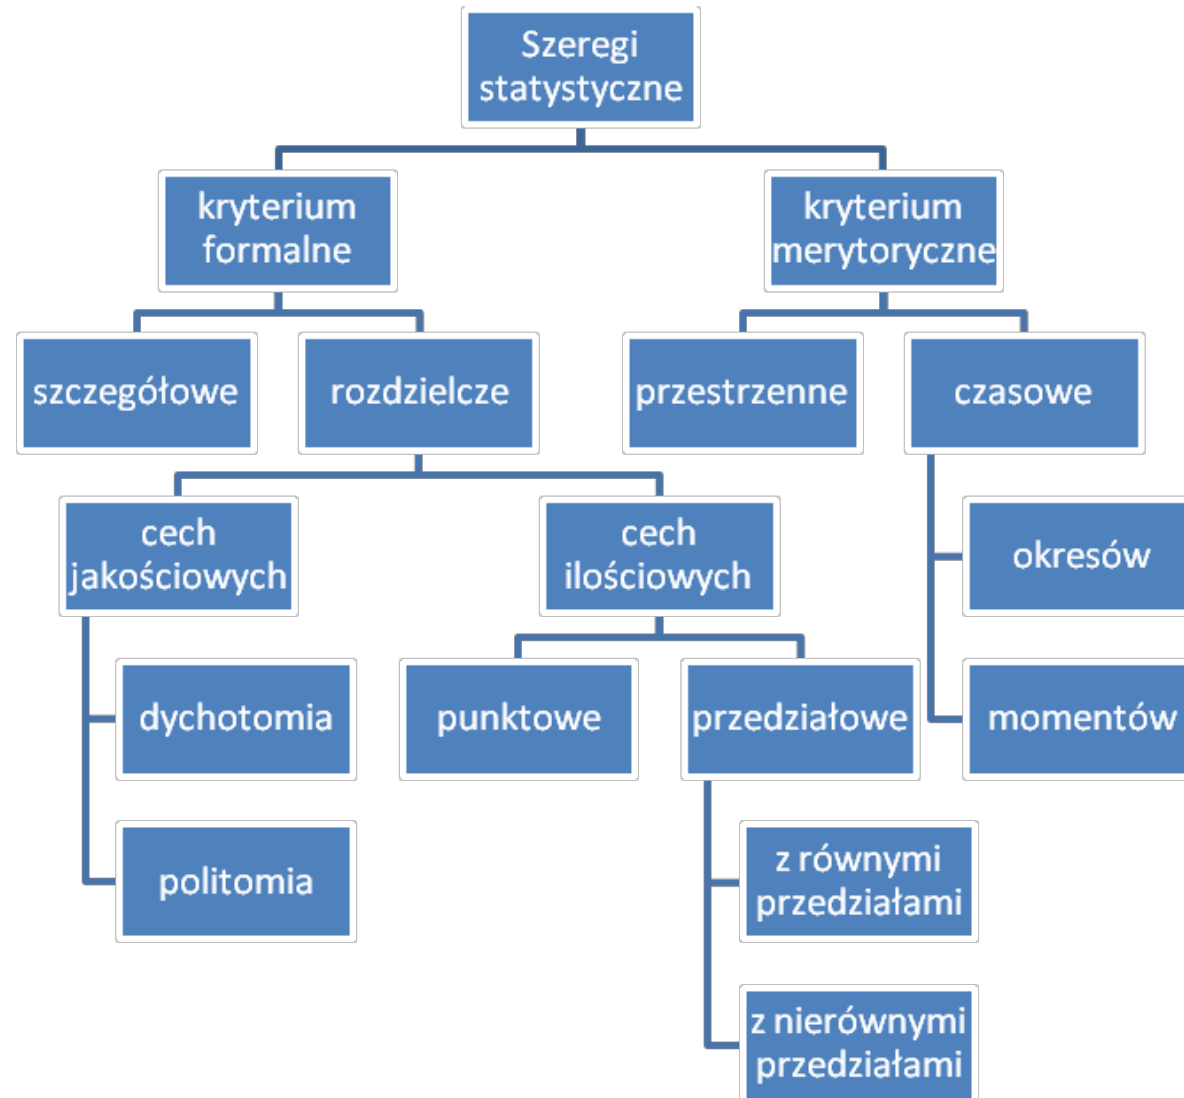 Szeregi
statystyczne
kryterium
formalne
kryterium
merytoryczne
szczegółowe
rozdzielcze
przestrzenne
czasowe
cech
jakościowych
cech
ilościowych
okresów
dychotomia
punktowe
przedziałowe
momentów
politomia
z równymi
przedziałami
z nierównymi
przedziałami